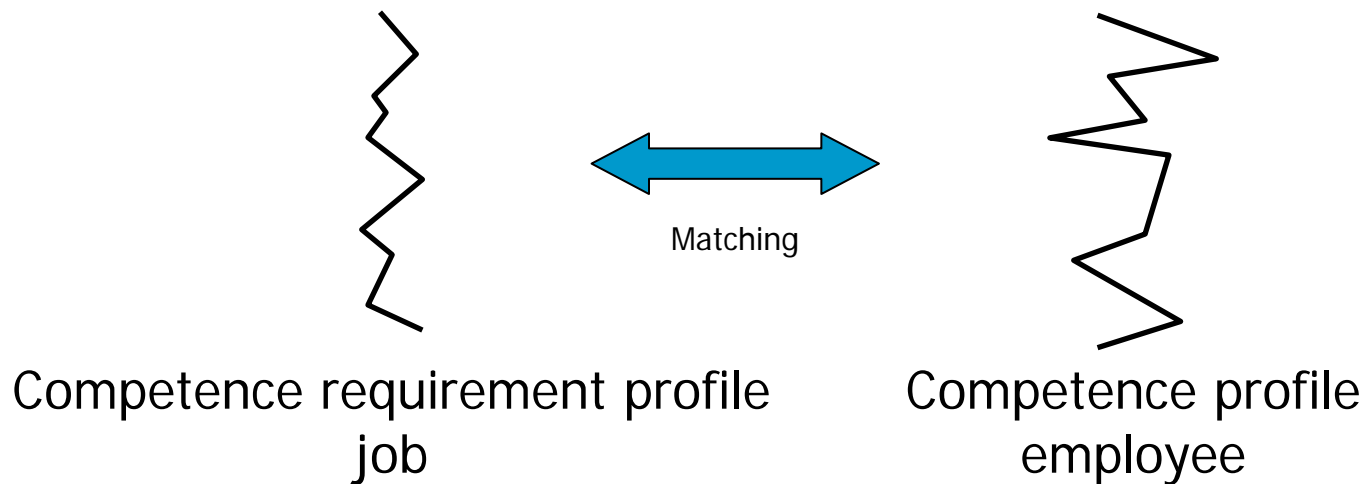 Matching
Competence requirement profile
job
Competence profile
employee